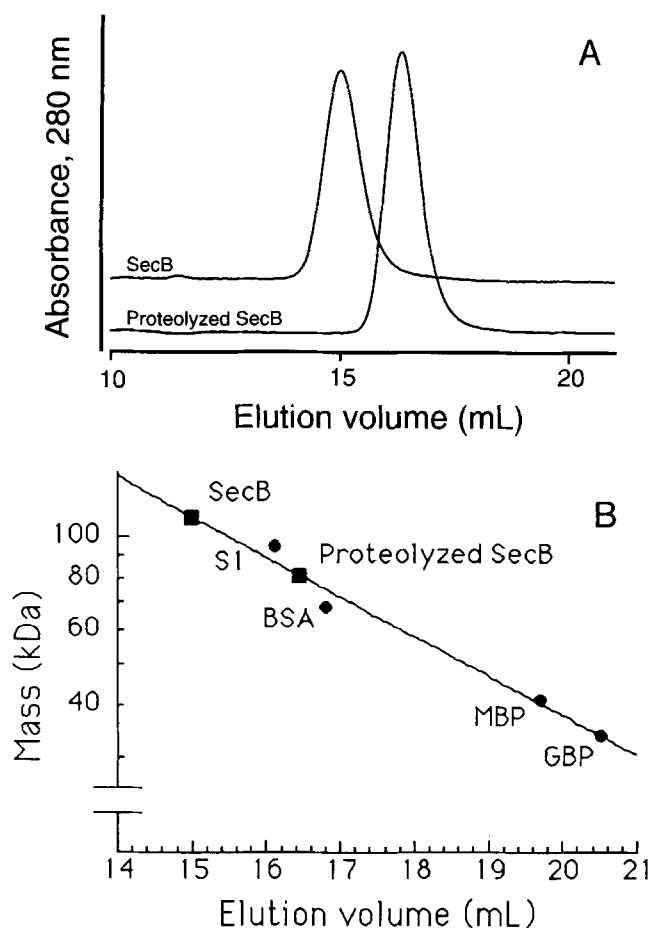 A
Absorbance, 280 nm
SecB
Proteolyzed SecB
10 15 20
Elution volume (mL)
B
SecB
100
S1
Proteolyzed SecB
80
BSA
60
Mass (kDa)
40
MBP
GBP
14 15 16 17 18 19 20 21
Elution volume (mL)